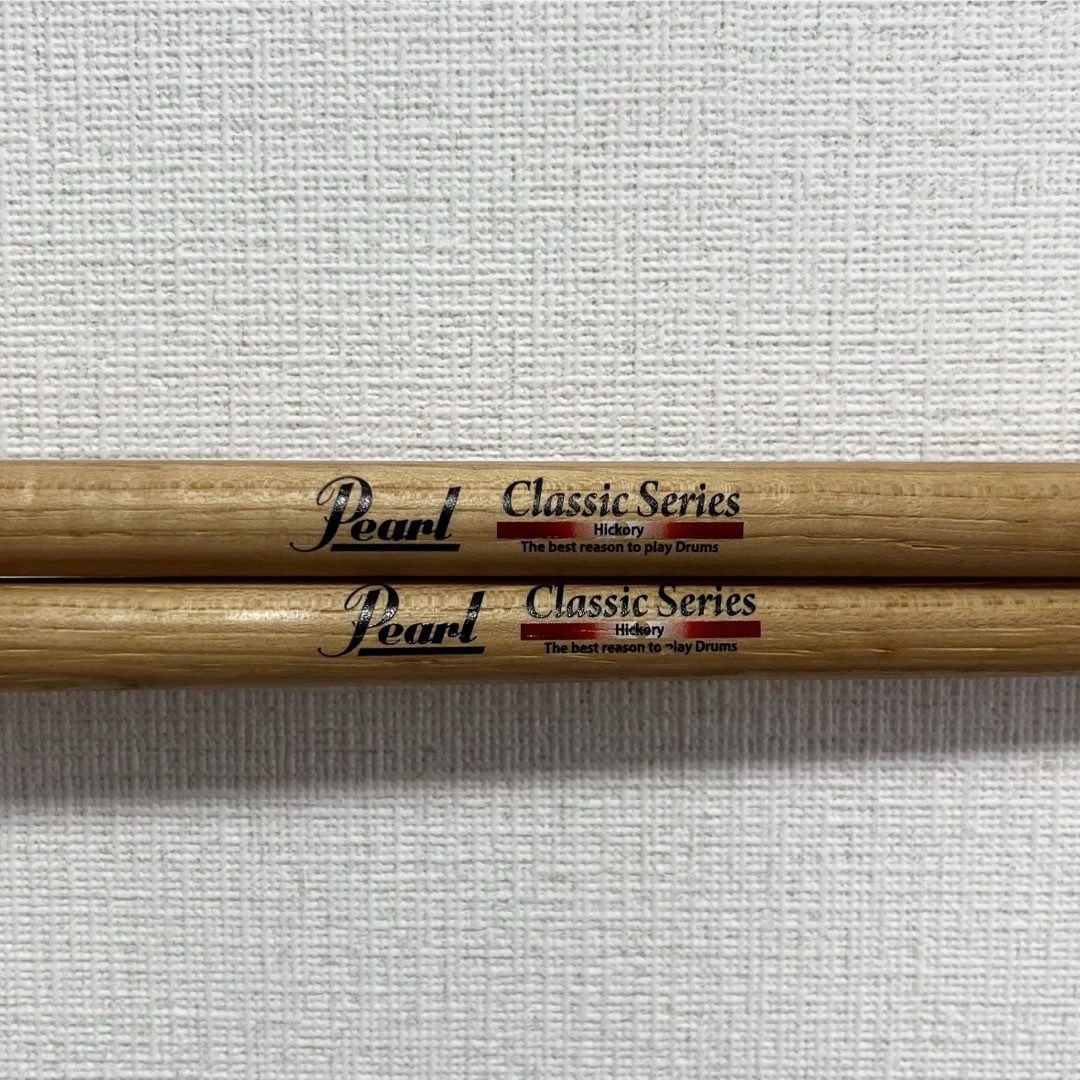 Pearl Classic Series
Hickory
The best reason to play Drums
Pearl Classic Series
Hickory
The best reason to play Drums